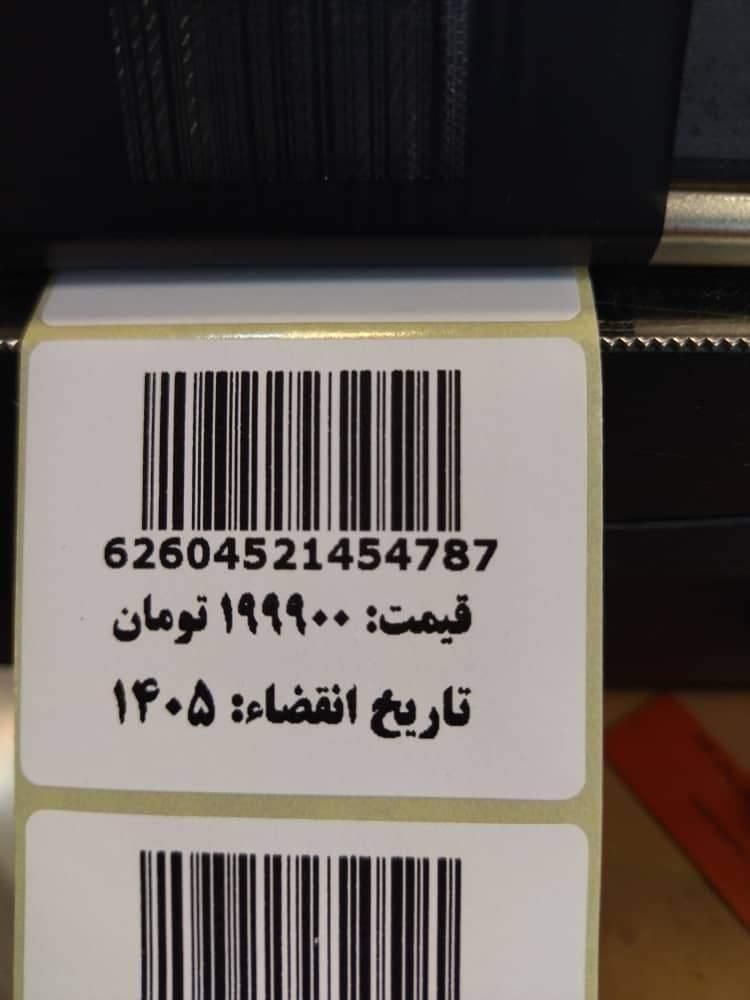 62604521454787
قیمت: ۱۹۹۹۰۰ تومان
تاریخ انقضاء: ۱۴۰۵